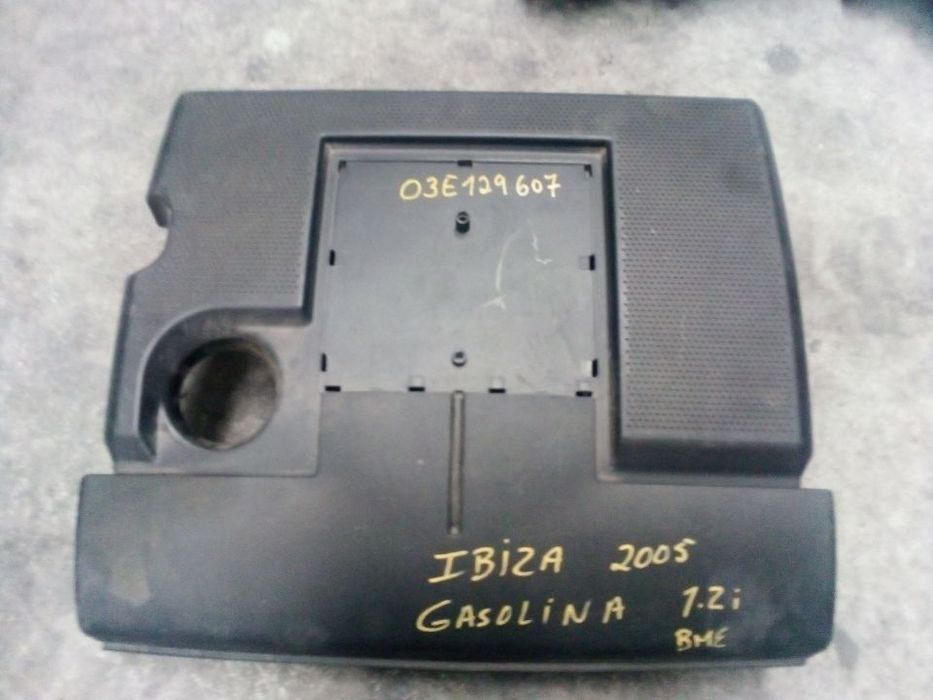 03E129607
IBiZA 2005
GASOLiNA 1.2i
BME